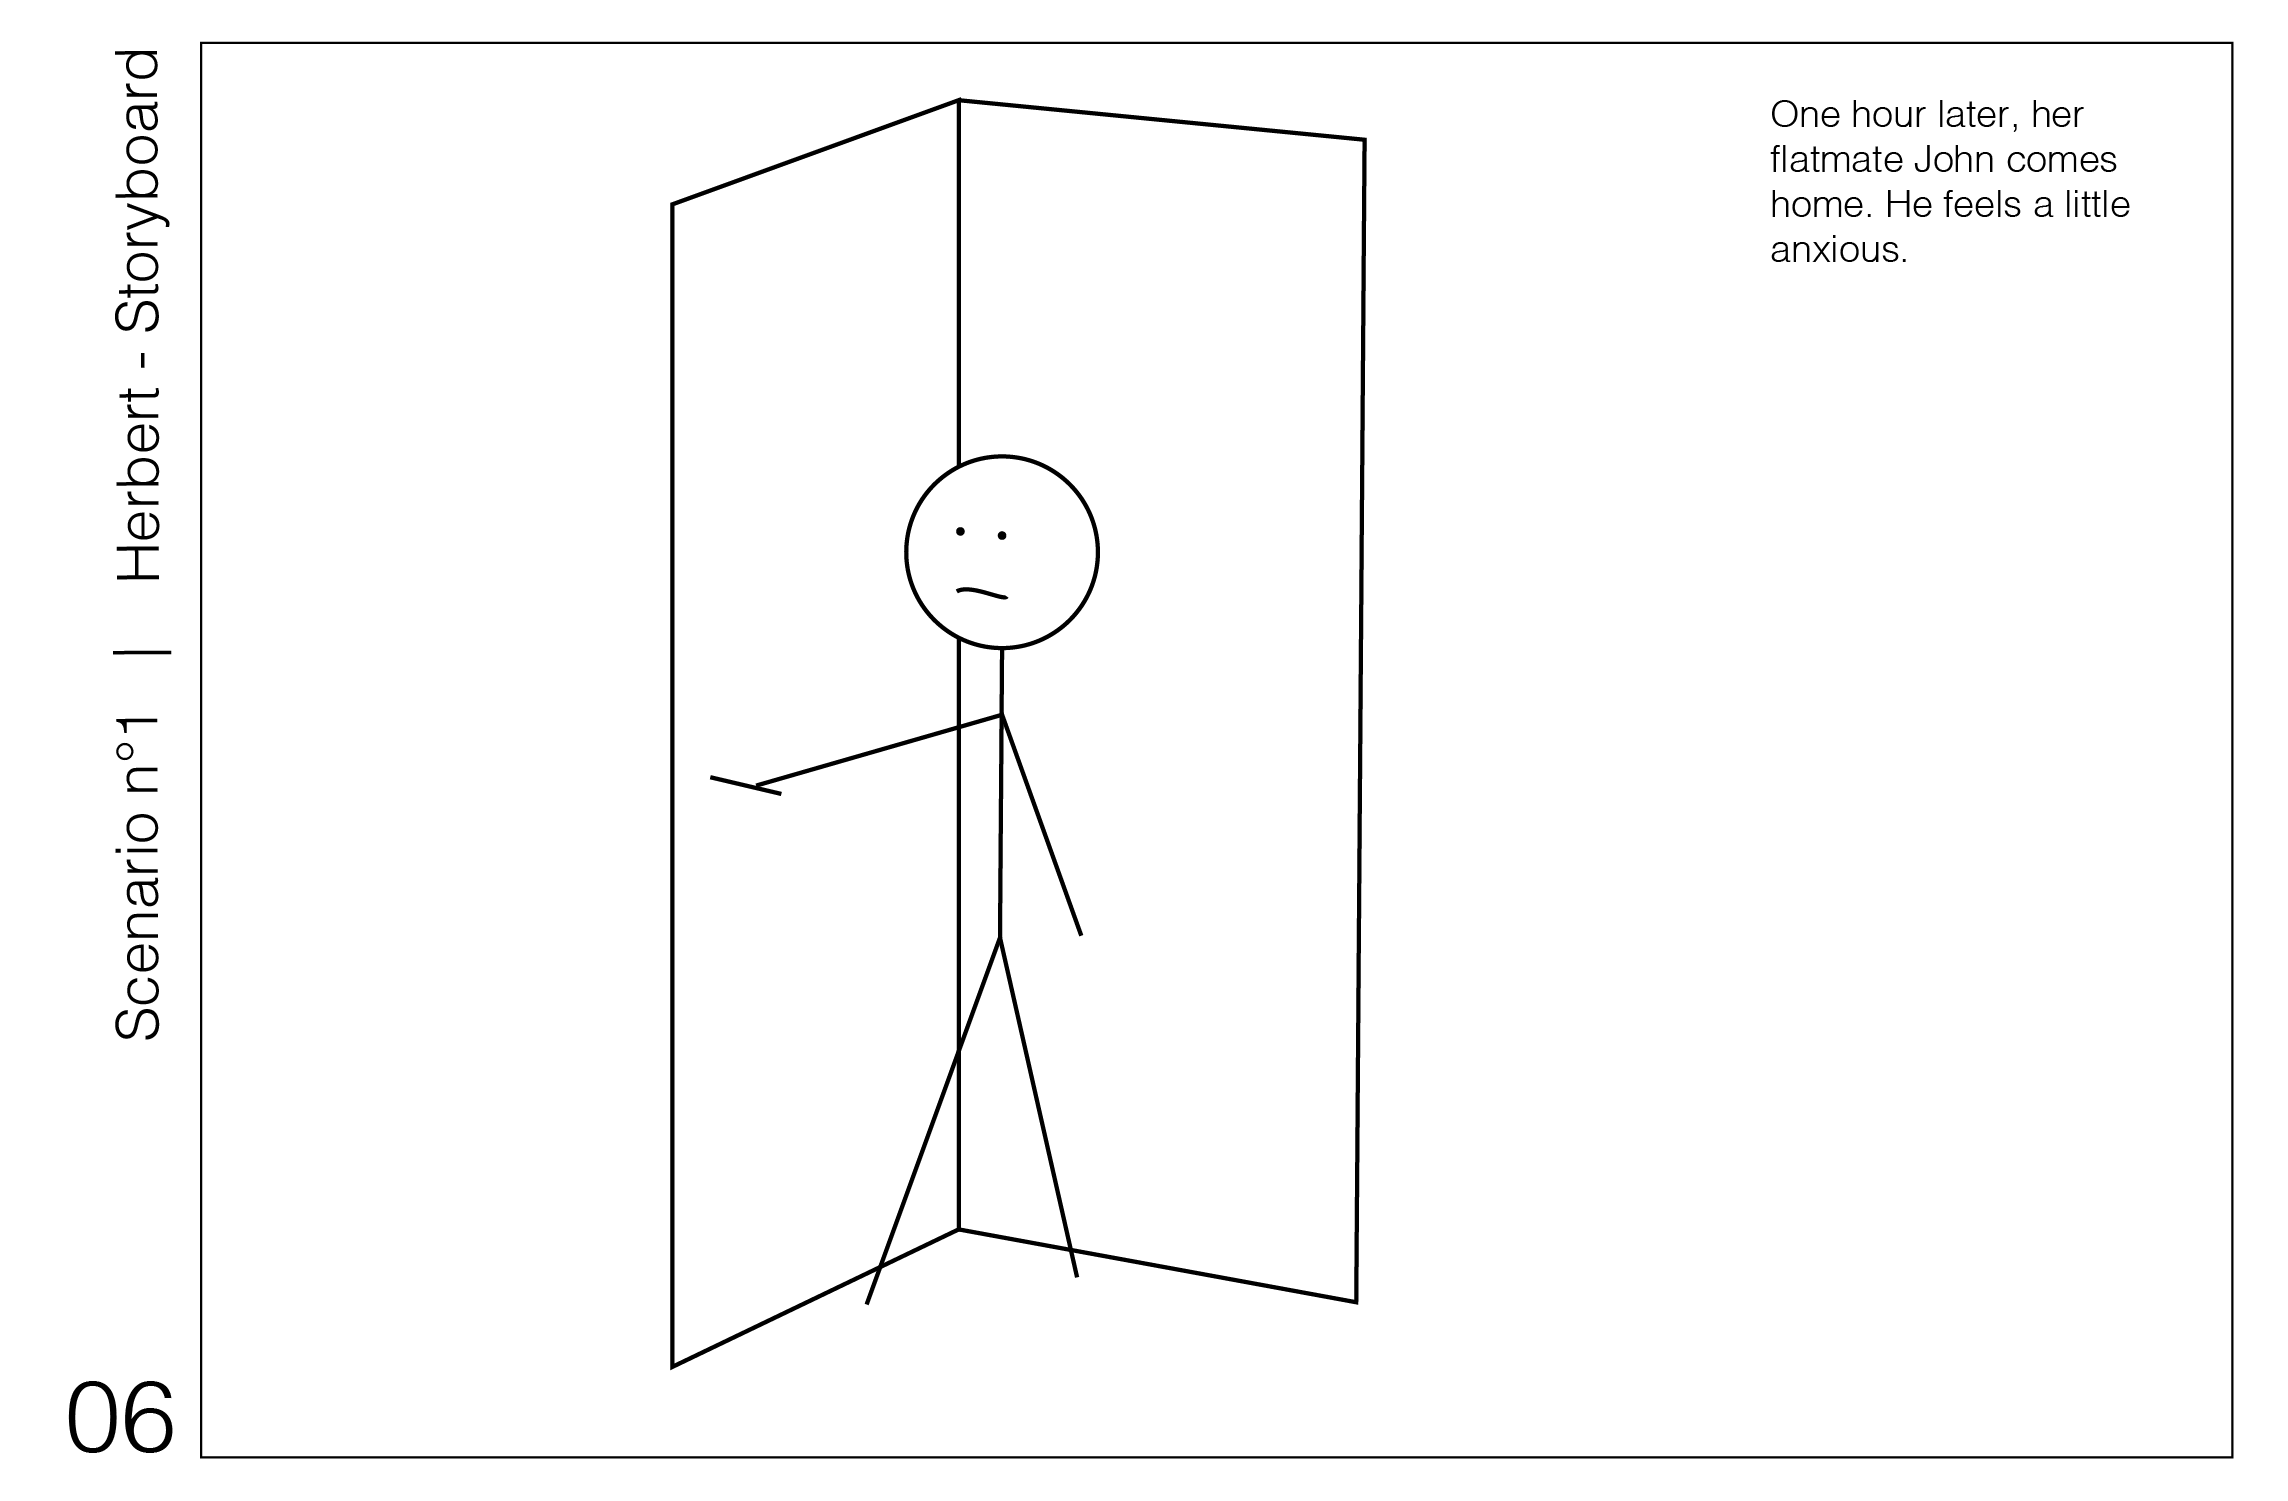 Scenario n°1 | Herbert - Storyboard
One hour later, her
flatmate John comes
home. He feels a little
anxious.
06